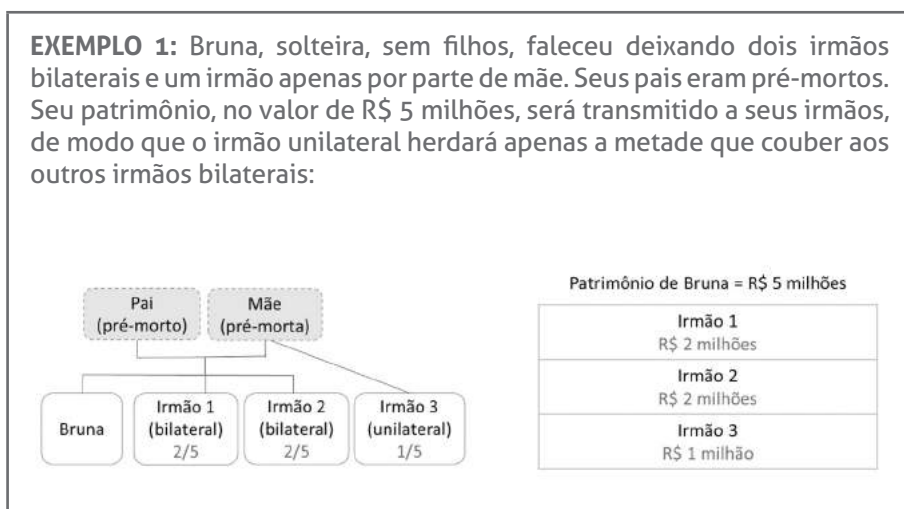 EXEMPLO 1: Bruna, solteira, sem filhos, faleceu deixando dois irmãos
bilaterais e um irmão apenas por parte de mãe. Seus pais eram pré-mortos.
Seu patrimônio, no valor de R$ 5 milhões, será transmitido a seus irmãos,
de modo que o irmão unilateral herdará apenas a metade que couber aos
outros irmãos bilaterais:
Pai
(pré-morto)
Mãe
(pré-morta)
Bruna
Irmão 1
(bilateral)
2/5
Irmão 2
(bilateral)
2/5
Irmão 3
(unilateral)
1/5
Patrimônio de Bruna = R$ 5 milhões
Irmão 1
R$ 2 milhões
Irmão 2
R$ 2 milhões
Irmão 3
R$ 1 milhão